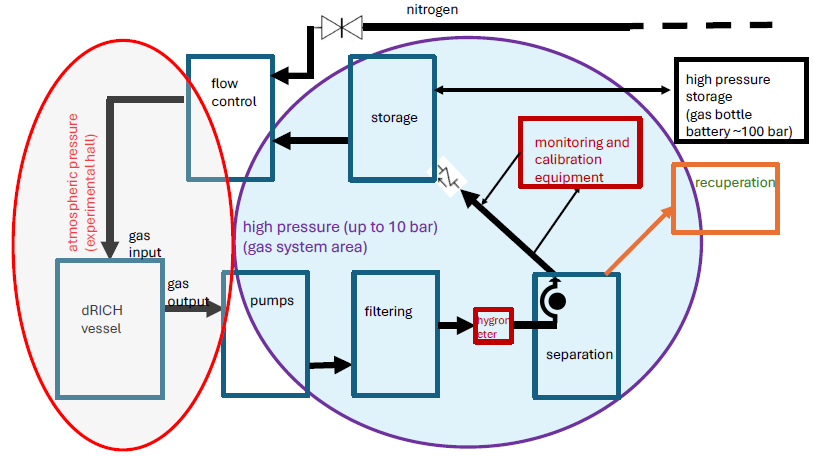 nitrogen
flow
control
storage
high pressure
storage
(gas bottle
battery ~100 bar)
monitoring and
calibration
equipment
recuperation
atmospheric pressure
(experimental hall)
high pressure (up to 10 bar)
(gas system area)
gas
input
gas
output
dRICH
vessel
pumps
filtering
hygrom
eter
separation